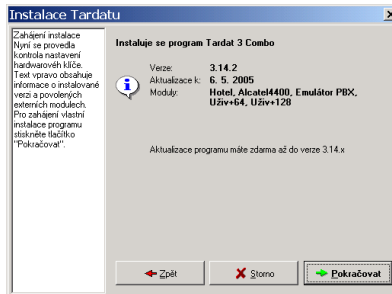 Instalace Tardatu
Zahájení instalace
Nyní se provedla
kontrola nastavení
hardwarovéh klíče.
Text vpravo obsahuje
informace o instalované
verzi a povolených
externích modulech.
Pro zahájení vlastní
instalace programu
stiskněte tlačítko
"Pokračovat".
Instaluje se program Tardat 3 Combo
Verze: 3.14.2
Aktualizace k: 6. 5. 2005
Moduly: Hotel, Alcatel4400, Emulátor PBX,
Uživ+64, Uživ+128
Aktualizace programu máte zdarma až do verze 3.14.x
Zpět
Storno
Pokračovat